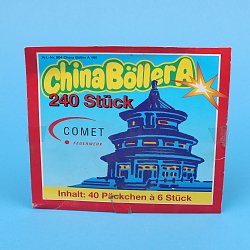 China Böller A
240 Stück
COMET
FEUERWERK
Inhalt: 40 Päckchen à 6 Stück